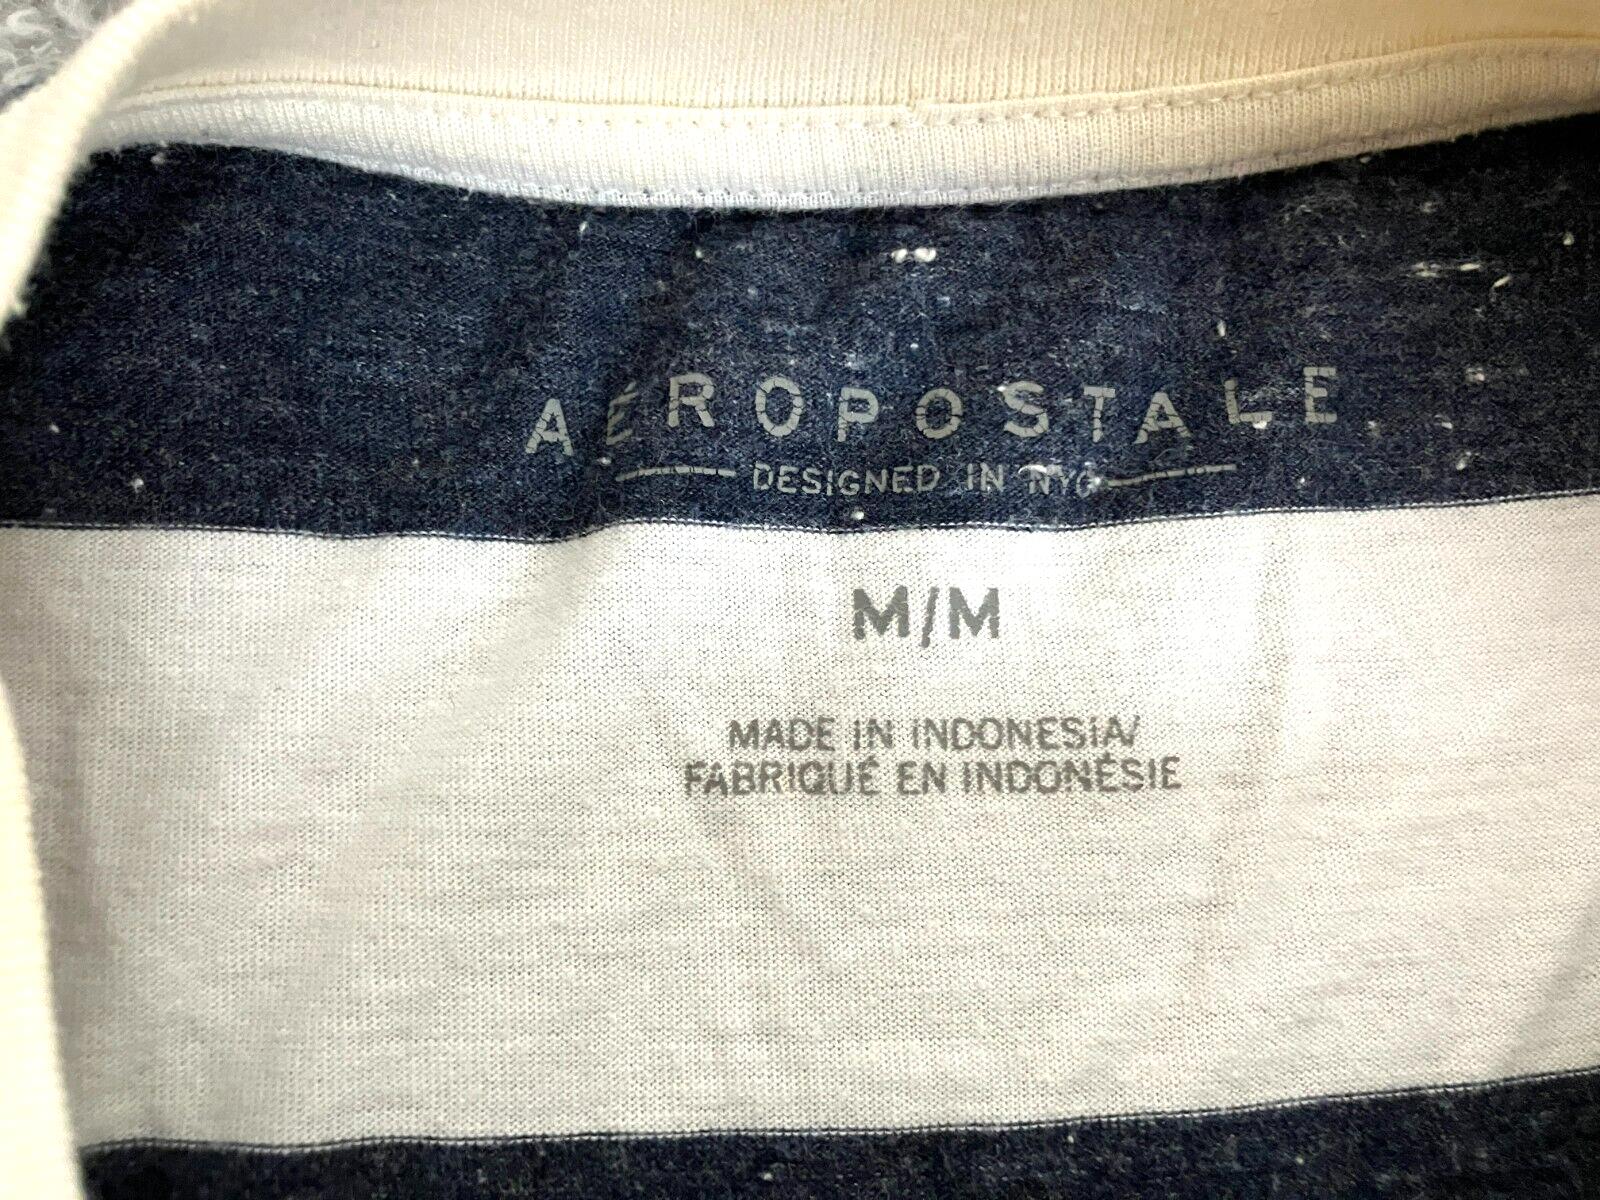 AÉROPOSTALE
DESIGNED IN NYC
M/M
MADE IN INDONESIA/
FABRIQUÉ EN INDONÉSIE